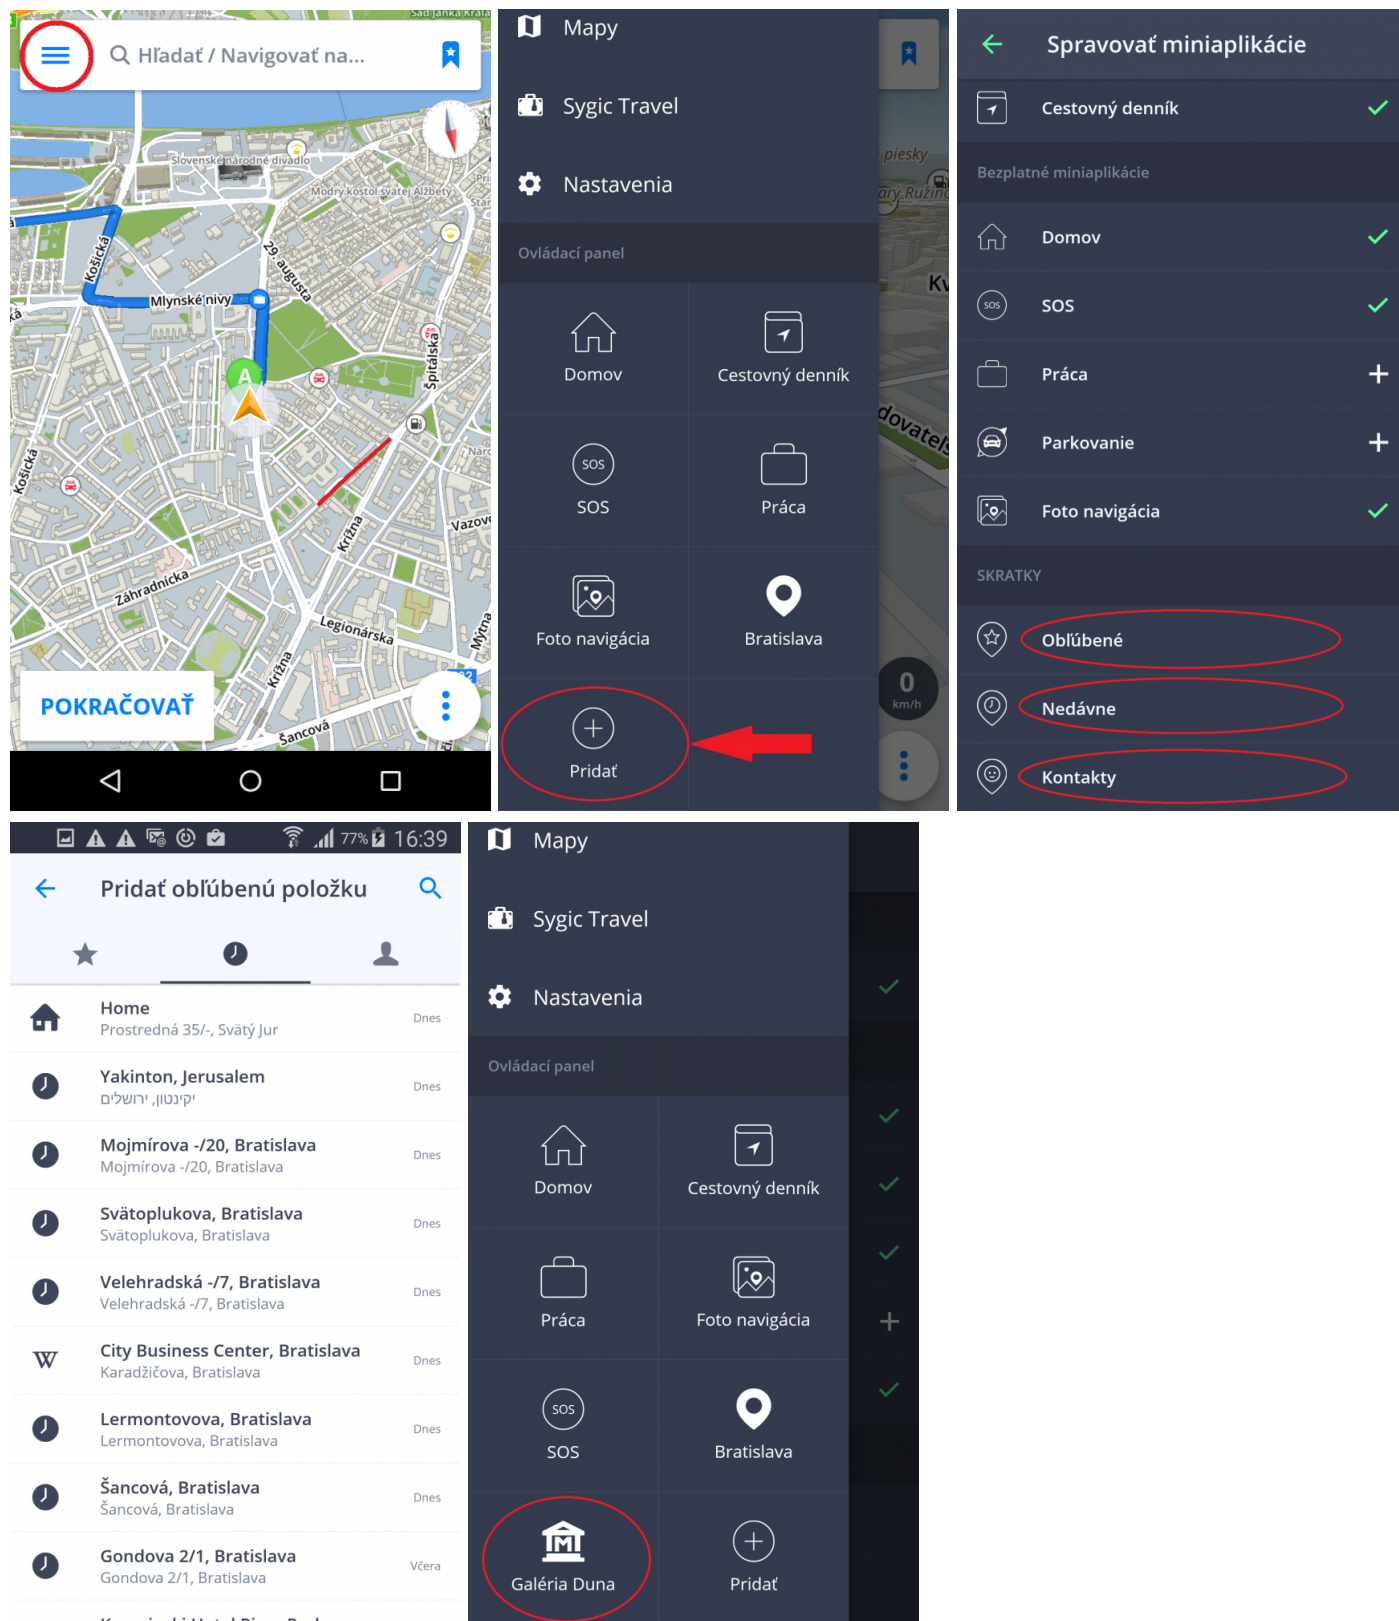 Sad Janka Kráľa
Hľadať / Navigovať na...
Slovenské národné divadlo
Modrý kostol svätej Alžbety
Košická
29. augusta
Mlynské nivy
A
Špitálska
Košická
Krížna
Vazovova
Záhradnícka
Legionárska
Mýtna
Krížna
Šancová
POKRAČOVAŤ
Mapy
Sygic Travel
Nastavenia
Ovládací panel
Domov
Cestovný denník
SOS
SOS
Práca
Foto navigácia
Bratislava
Pridať
piesky
0
km/h
Spravovať miniaplikácie
Cestovný denník
Bezplatné miniaplikácie
Domov
SOS
SOS
Práca
Parkovanie
Foto navigácia
SKRATKY
Obľúbené
Nedávne
Kontakty
77% 16:39
Pridať obľúbenú položku
Home
Prostredná 35/-, Svätý Jur
Dnes
Yakinton, Jerusalem
יקינטון, ירושלים
Dnes
Mojmírova -/20, Bratislava
Mojmírova -/20, Bratislava
Dnes
Svätoplukova, Bratislava
Svätoplukova, Bratislava
Dnes
Velehradská -/7, Bratislava
Velehradská -/7, Bratislava
Dnes
W
City Business Center, Bratislava
Karadžičova, Bratislava
Dnes
Lermontovova, Bratislava
Lermontovova, Bratislava
Dnes
Šancová, Bratislava
Šancová, Bratislava
Dnes
Gondova 2/1, Bratislava
Gondova 2/1, Bratislava
Včera
Mapy
Sygic Travel
Nastavenia
Ovládací panel
Domov
Cestovný denník
Práca
Foto navigácia
SOS
SOS
Bratislava
Galéria Duna
Pridať